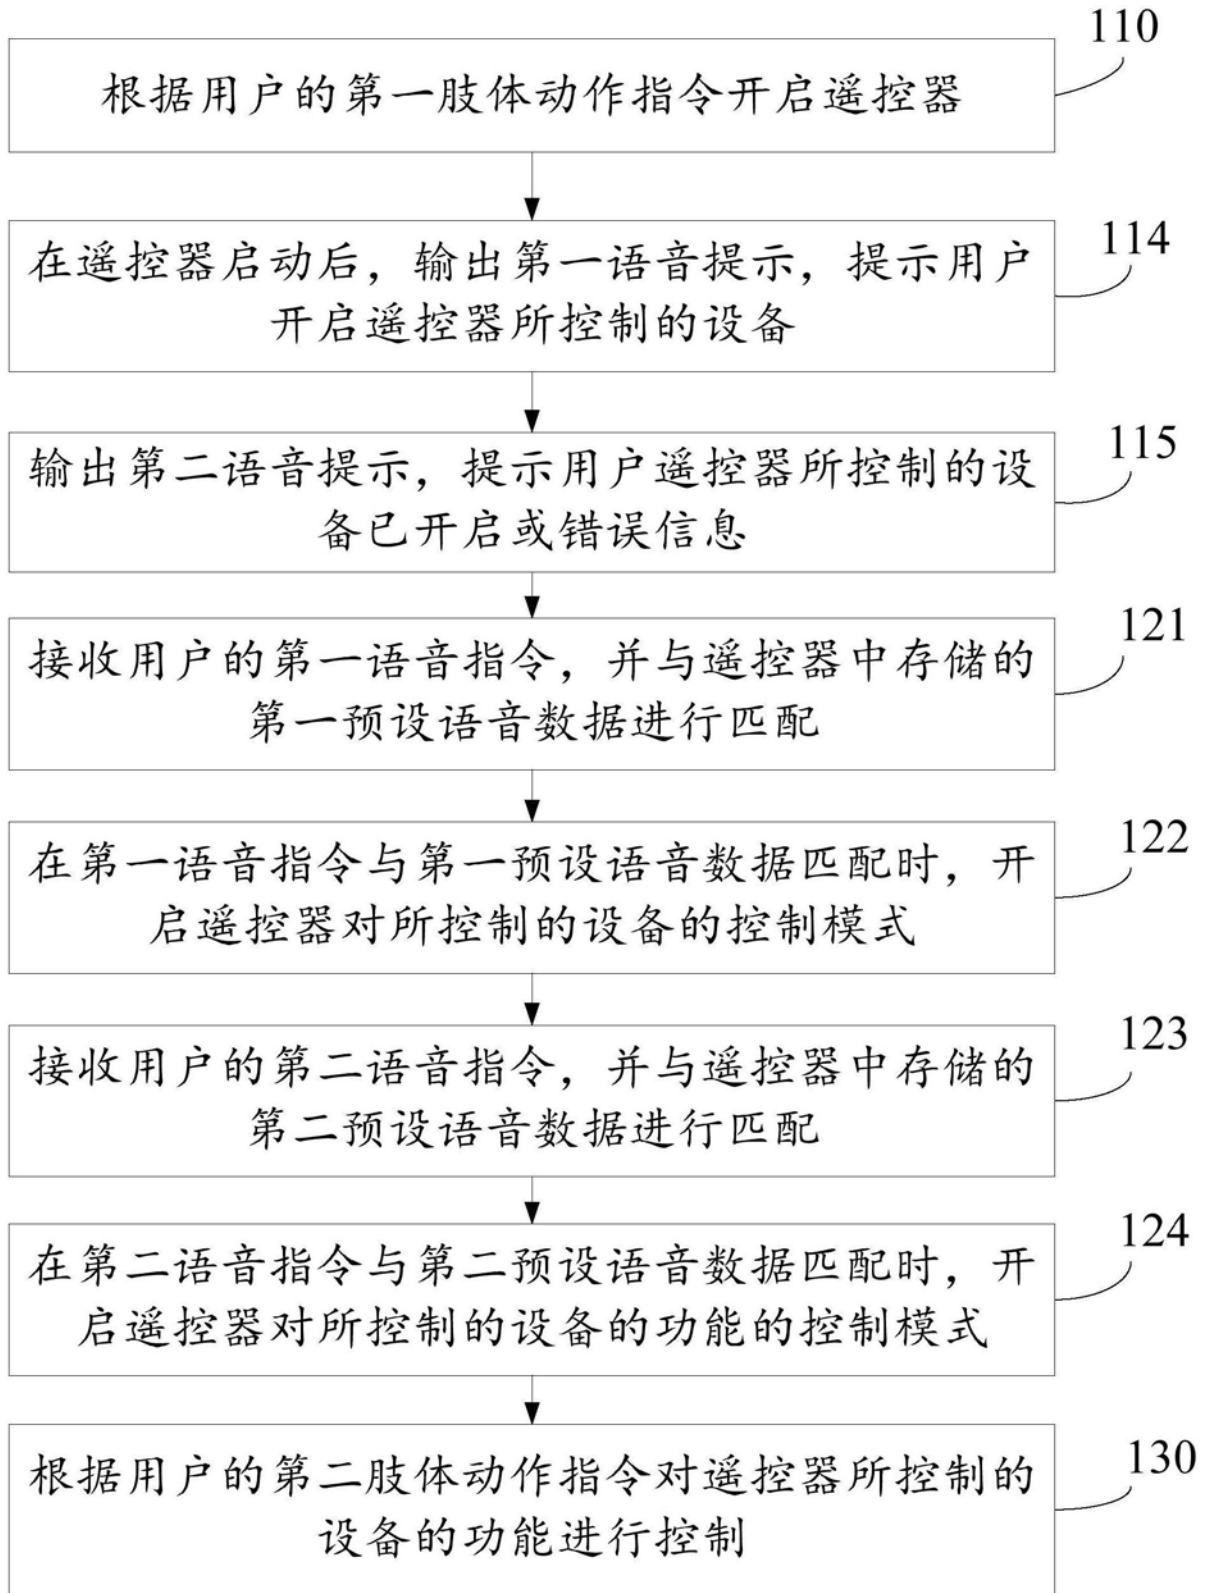 110
根据用户的第一肢体动作指令开启遥控器
114
在遥控器启动后，输出第一语音提示，提示用户
开启遥控器所控制的设备
115
输出第二语音提示，提示用户遥控器所控制的设
备已开启或错误信息
121
接收用户的第一语音指令，并与遥控器中存储的
第一预设语音数据进行匹配
122
在第一语音指令与第一预设语音数据匹配时，开
启遥控器对所控制的设备的控制模式
123
接收用户的第二语音指令，并与遥控器中存储的
第二预设语音数据进行匹配
124
在第二语音指令与第二预设语音数据匹配时，开
启遥控器对所控制的设备的功能的控制模式
130
根据用户的第二肢体动作指令对遥控器所控制的
设备的功能进行控制